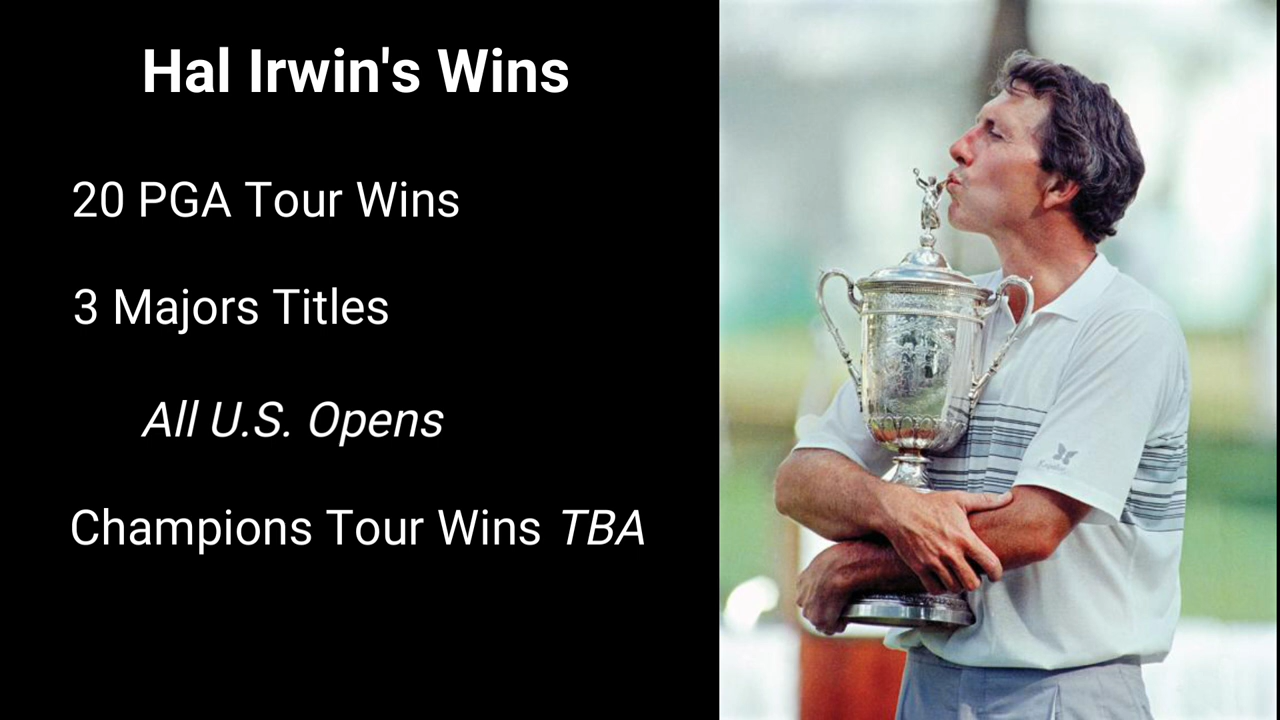 Hal Irwin's Wins
20 PGA Tour Wins
3 Majors Titles
All U.S. Opens
Champions Tour Wins TBA